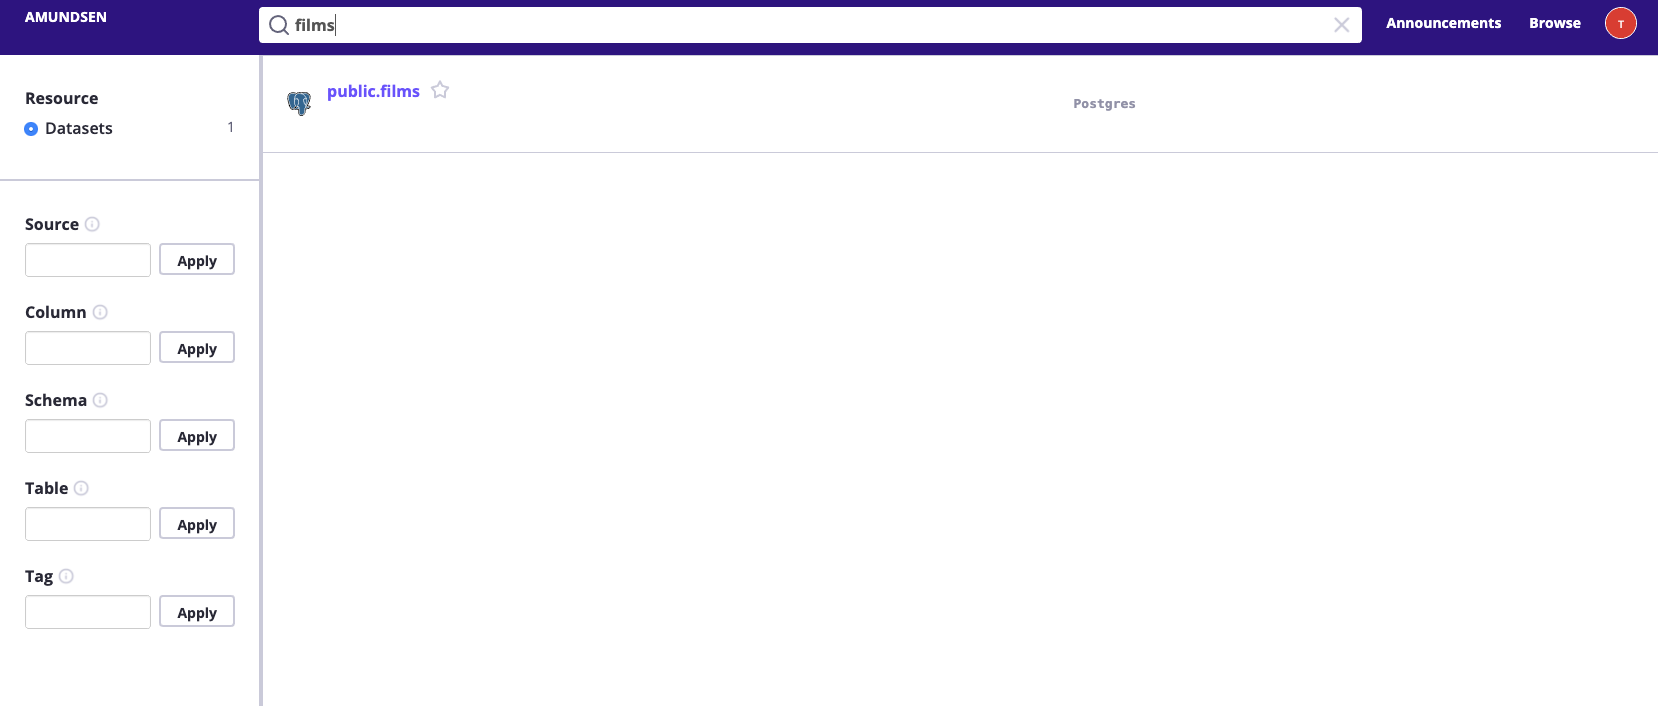 AMUNDSEN
films
Announcements
Browse
T
Resource
Datasets 1
Source
Apply
Column
Apply
Schema
Apply
Table
Apply
Tag
Apply
public.films
Postgres